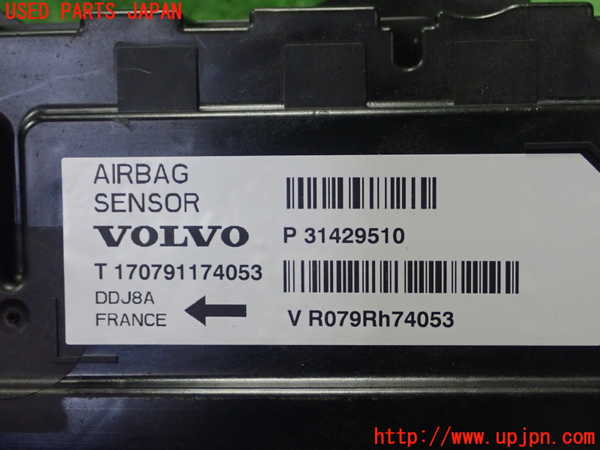 USED PARTS JAPAN
AIRBAG
SENSOR
VOLVO
P 31429510
T 170791174053
DDJ8A
FRANCE
V R079Rh74053
http://www.upjpn.com/